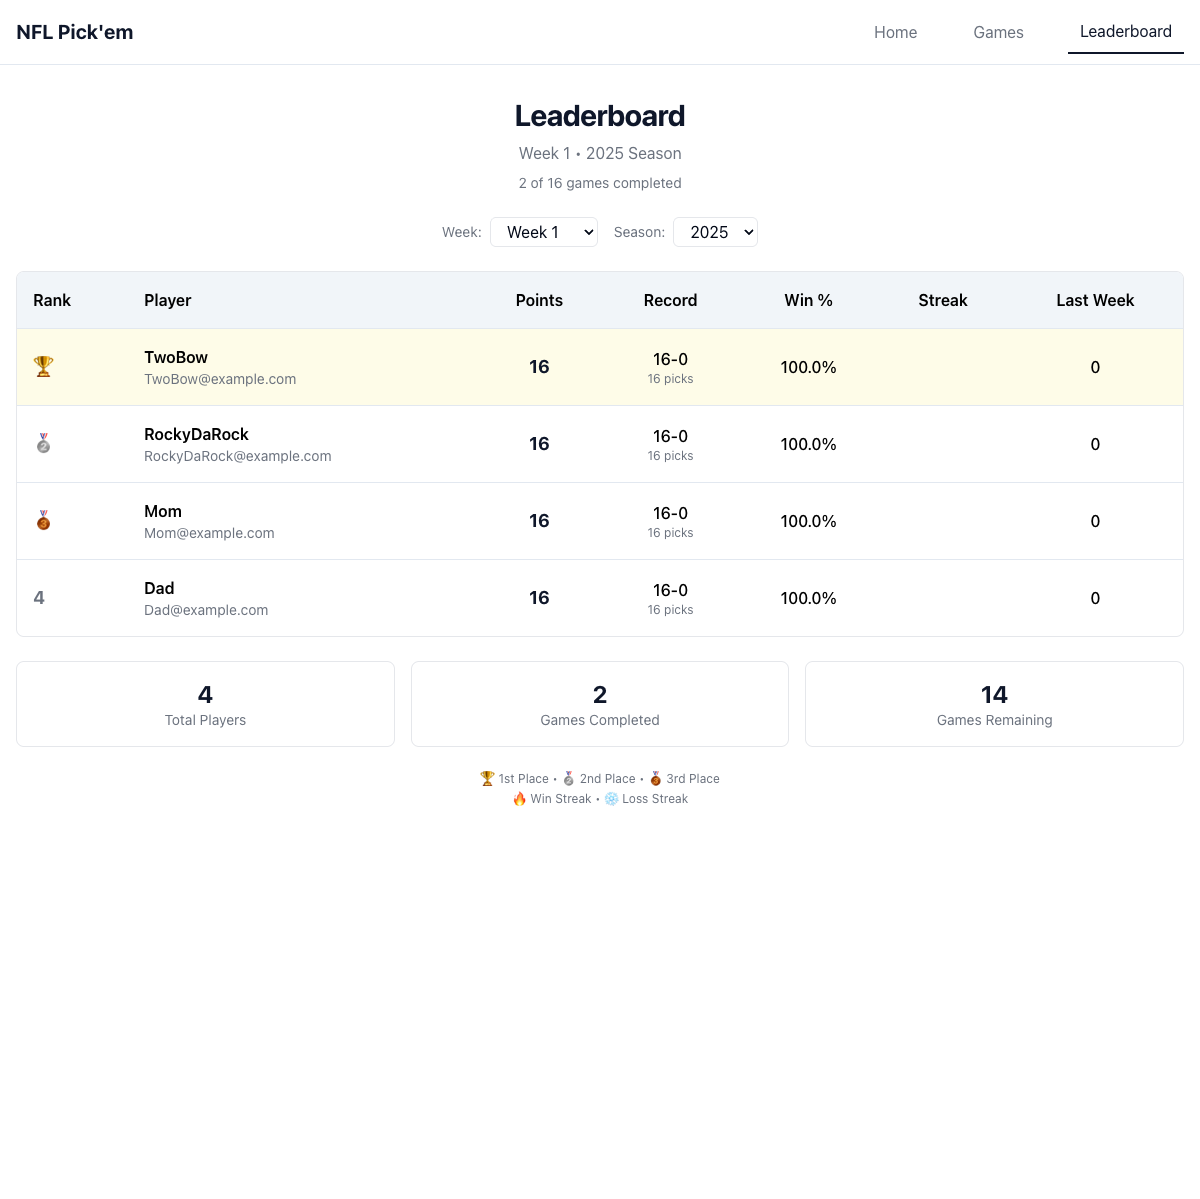 NFL Pick'em
Home
Games
Leaderboard
Leaderboard
Week 1 • 2025 Season
2 of 16 games completed
Week: Week 1 Season: 2025
Rank Player Points Record Win % Streak Last Week
🏆 TwoBow 16 16-0 100.0% 0
TwoBow@example.com 16 picks
🥈 RockyDaRock 16 16-0 100.0% 0
RockyDaRock@example.com 16 picks
🥉 Mom 16 16-0 100.0% 0
Mom@example.com 16 picks
4 Dad 16 16-0 100.0% 0
Dad@example.com 16 picks
4
Total Players
2
Games Completed
14
Games Remaining
🏆 1st Place • 🥈 2nd Place • 🥉 3rd Place
🔥 Win Streak • ❄️ Loss Streak